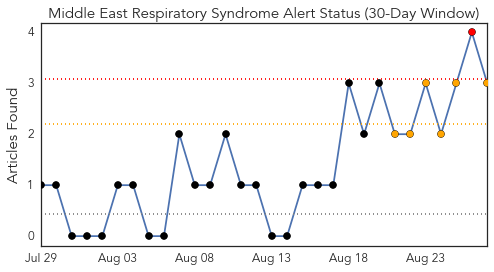 Middle East Respiratory Syndrome Alert Status (30-Day Window)
Articles Found
4
3
2
1
0
Jul 29 Aug 03 Aug 08 Aug 13 Aug 18 Aug 23